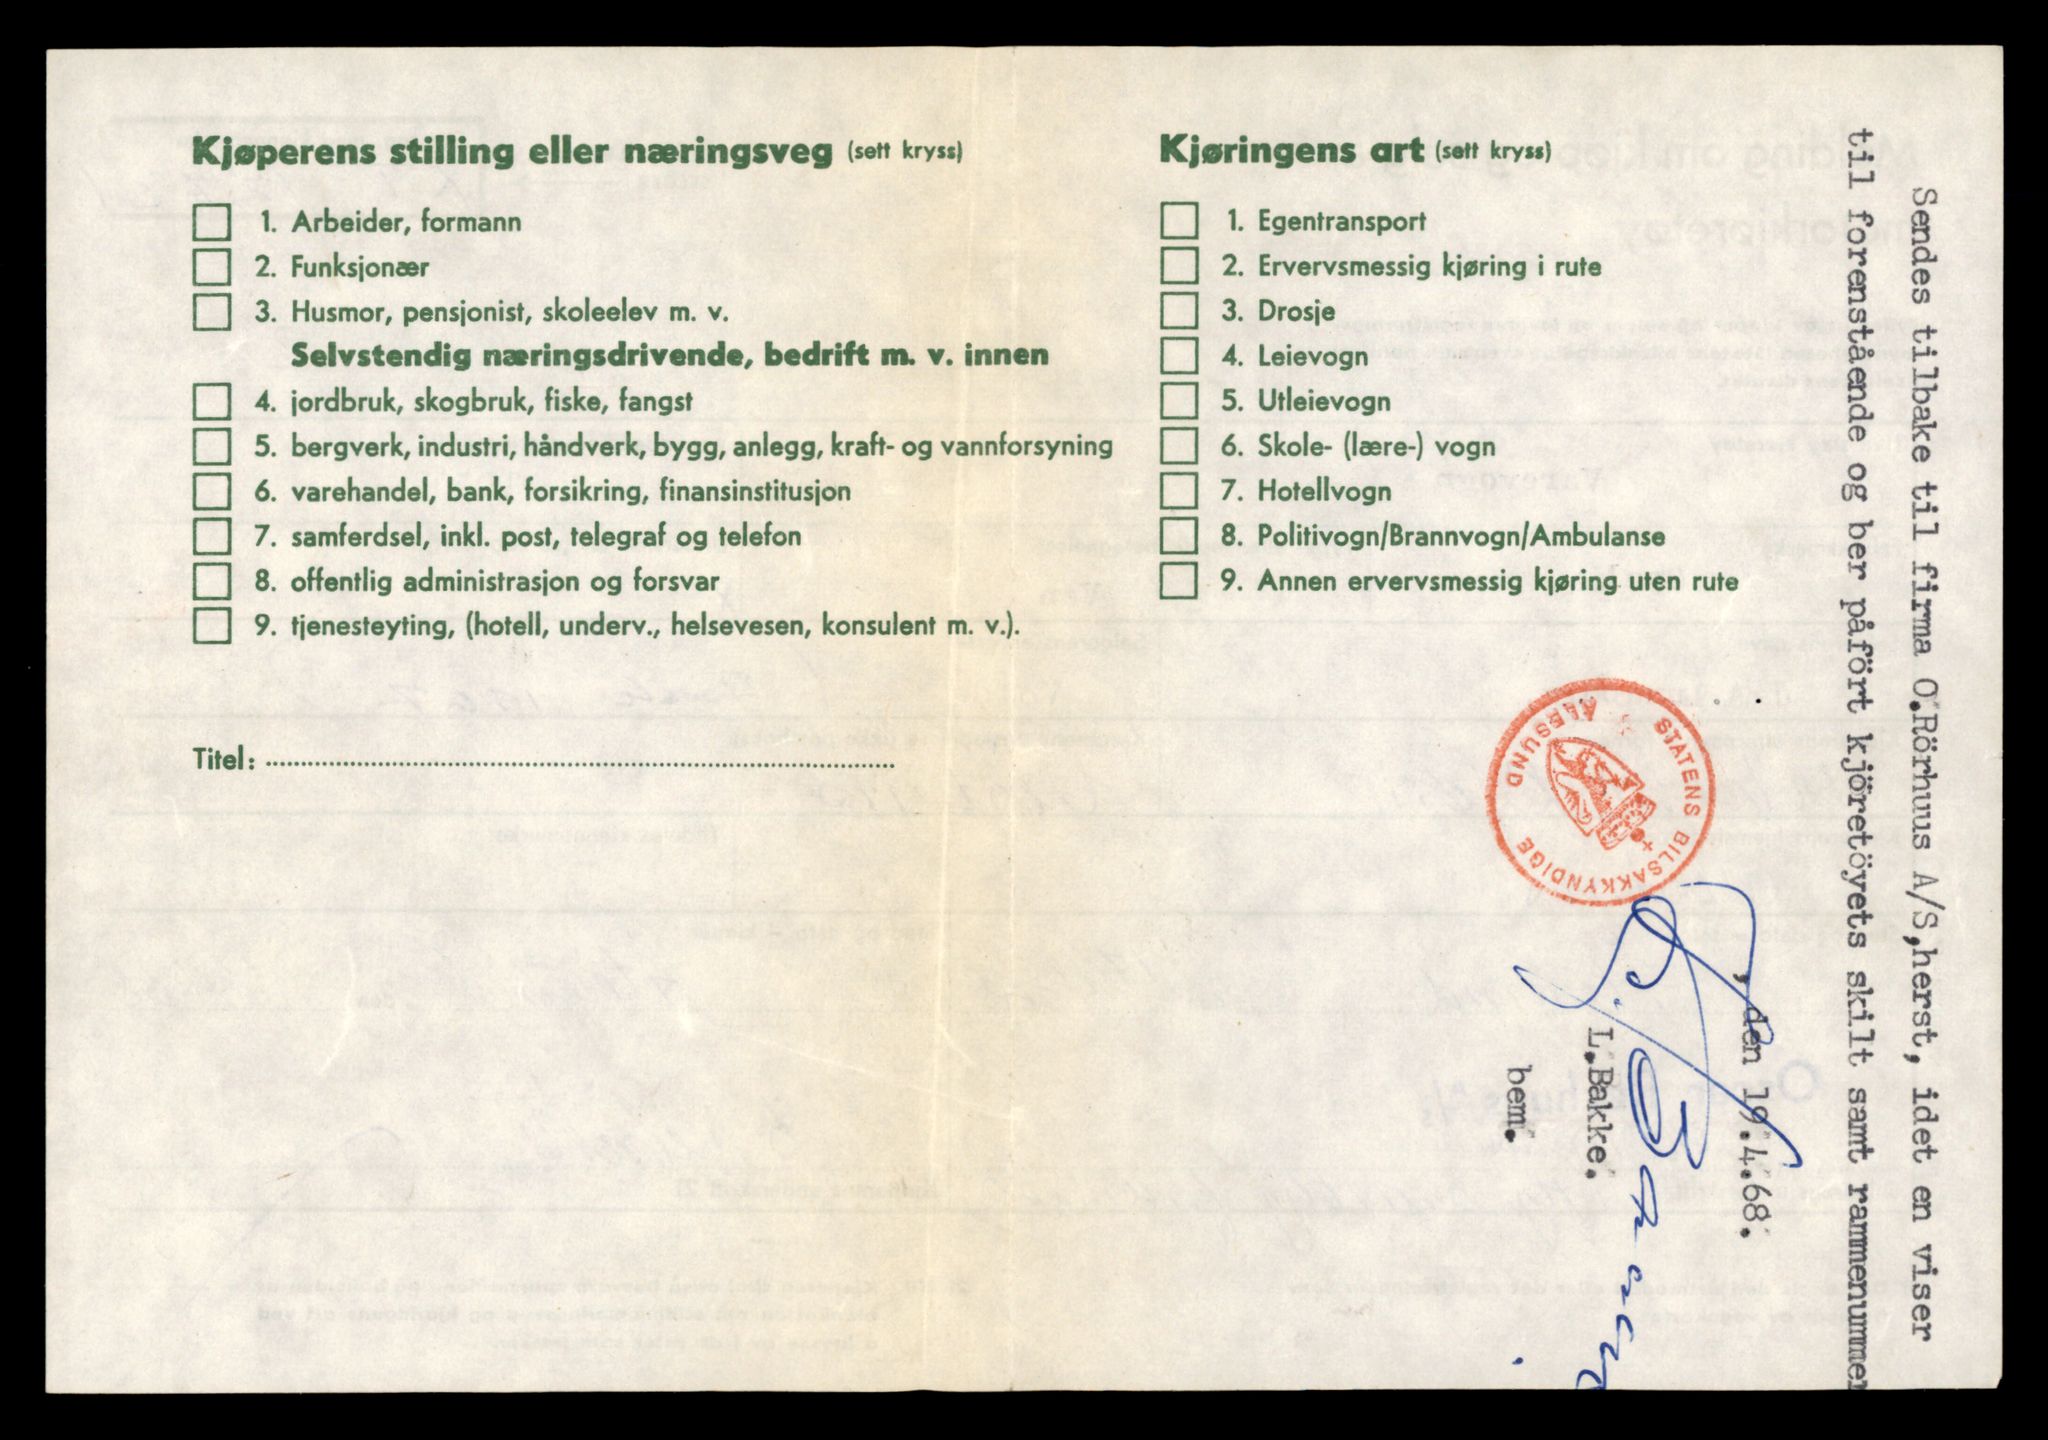 Kjøperens stilling eller næringsveg (sett kryss)
1. Arbeider, formann
2. Funksjonær
3. Husmor, pensjonist, skoleelev m. v.
Selvstendig næringsdrivende, bedrift m. v. innen
4. jordbruk, skogbruk, fiske, fangst
5. bergverk, industri, håndverk, bygg, anlegg, kraft- og vannforsyning
6. varehandel, bank, forsikring, finansinstitusjon
7. samferdsel, inkl. post, telegraf og telefon
8. offentlig administrasjon og forsvar
9. tjenesteyting, (hotell, underv., helsevesen, konsulent m. v.).
Titel:
Kjøringens art (sett kryss)
1. Egentransport
2. Ervervsmessig kjøring i rute
3. Drosje
4. Leievogn
5. Utleievogn
6. Skole- (lære-) vogn
7. Hotellvogn
8. Politivogn/Brannvogn/Ambulanse
9. Annen ervervsmessig kjøring uten rute
Sendes tilbake til firma O.Rörhuus A/S,herst, idet en viser
til forenstående og ber påfört kjöretöyets skilt samt rammenummer
, den 19.4.68.
STATENS BILSAKKYNDIGE
ÅLESUND
L.Bakke.
bem.